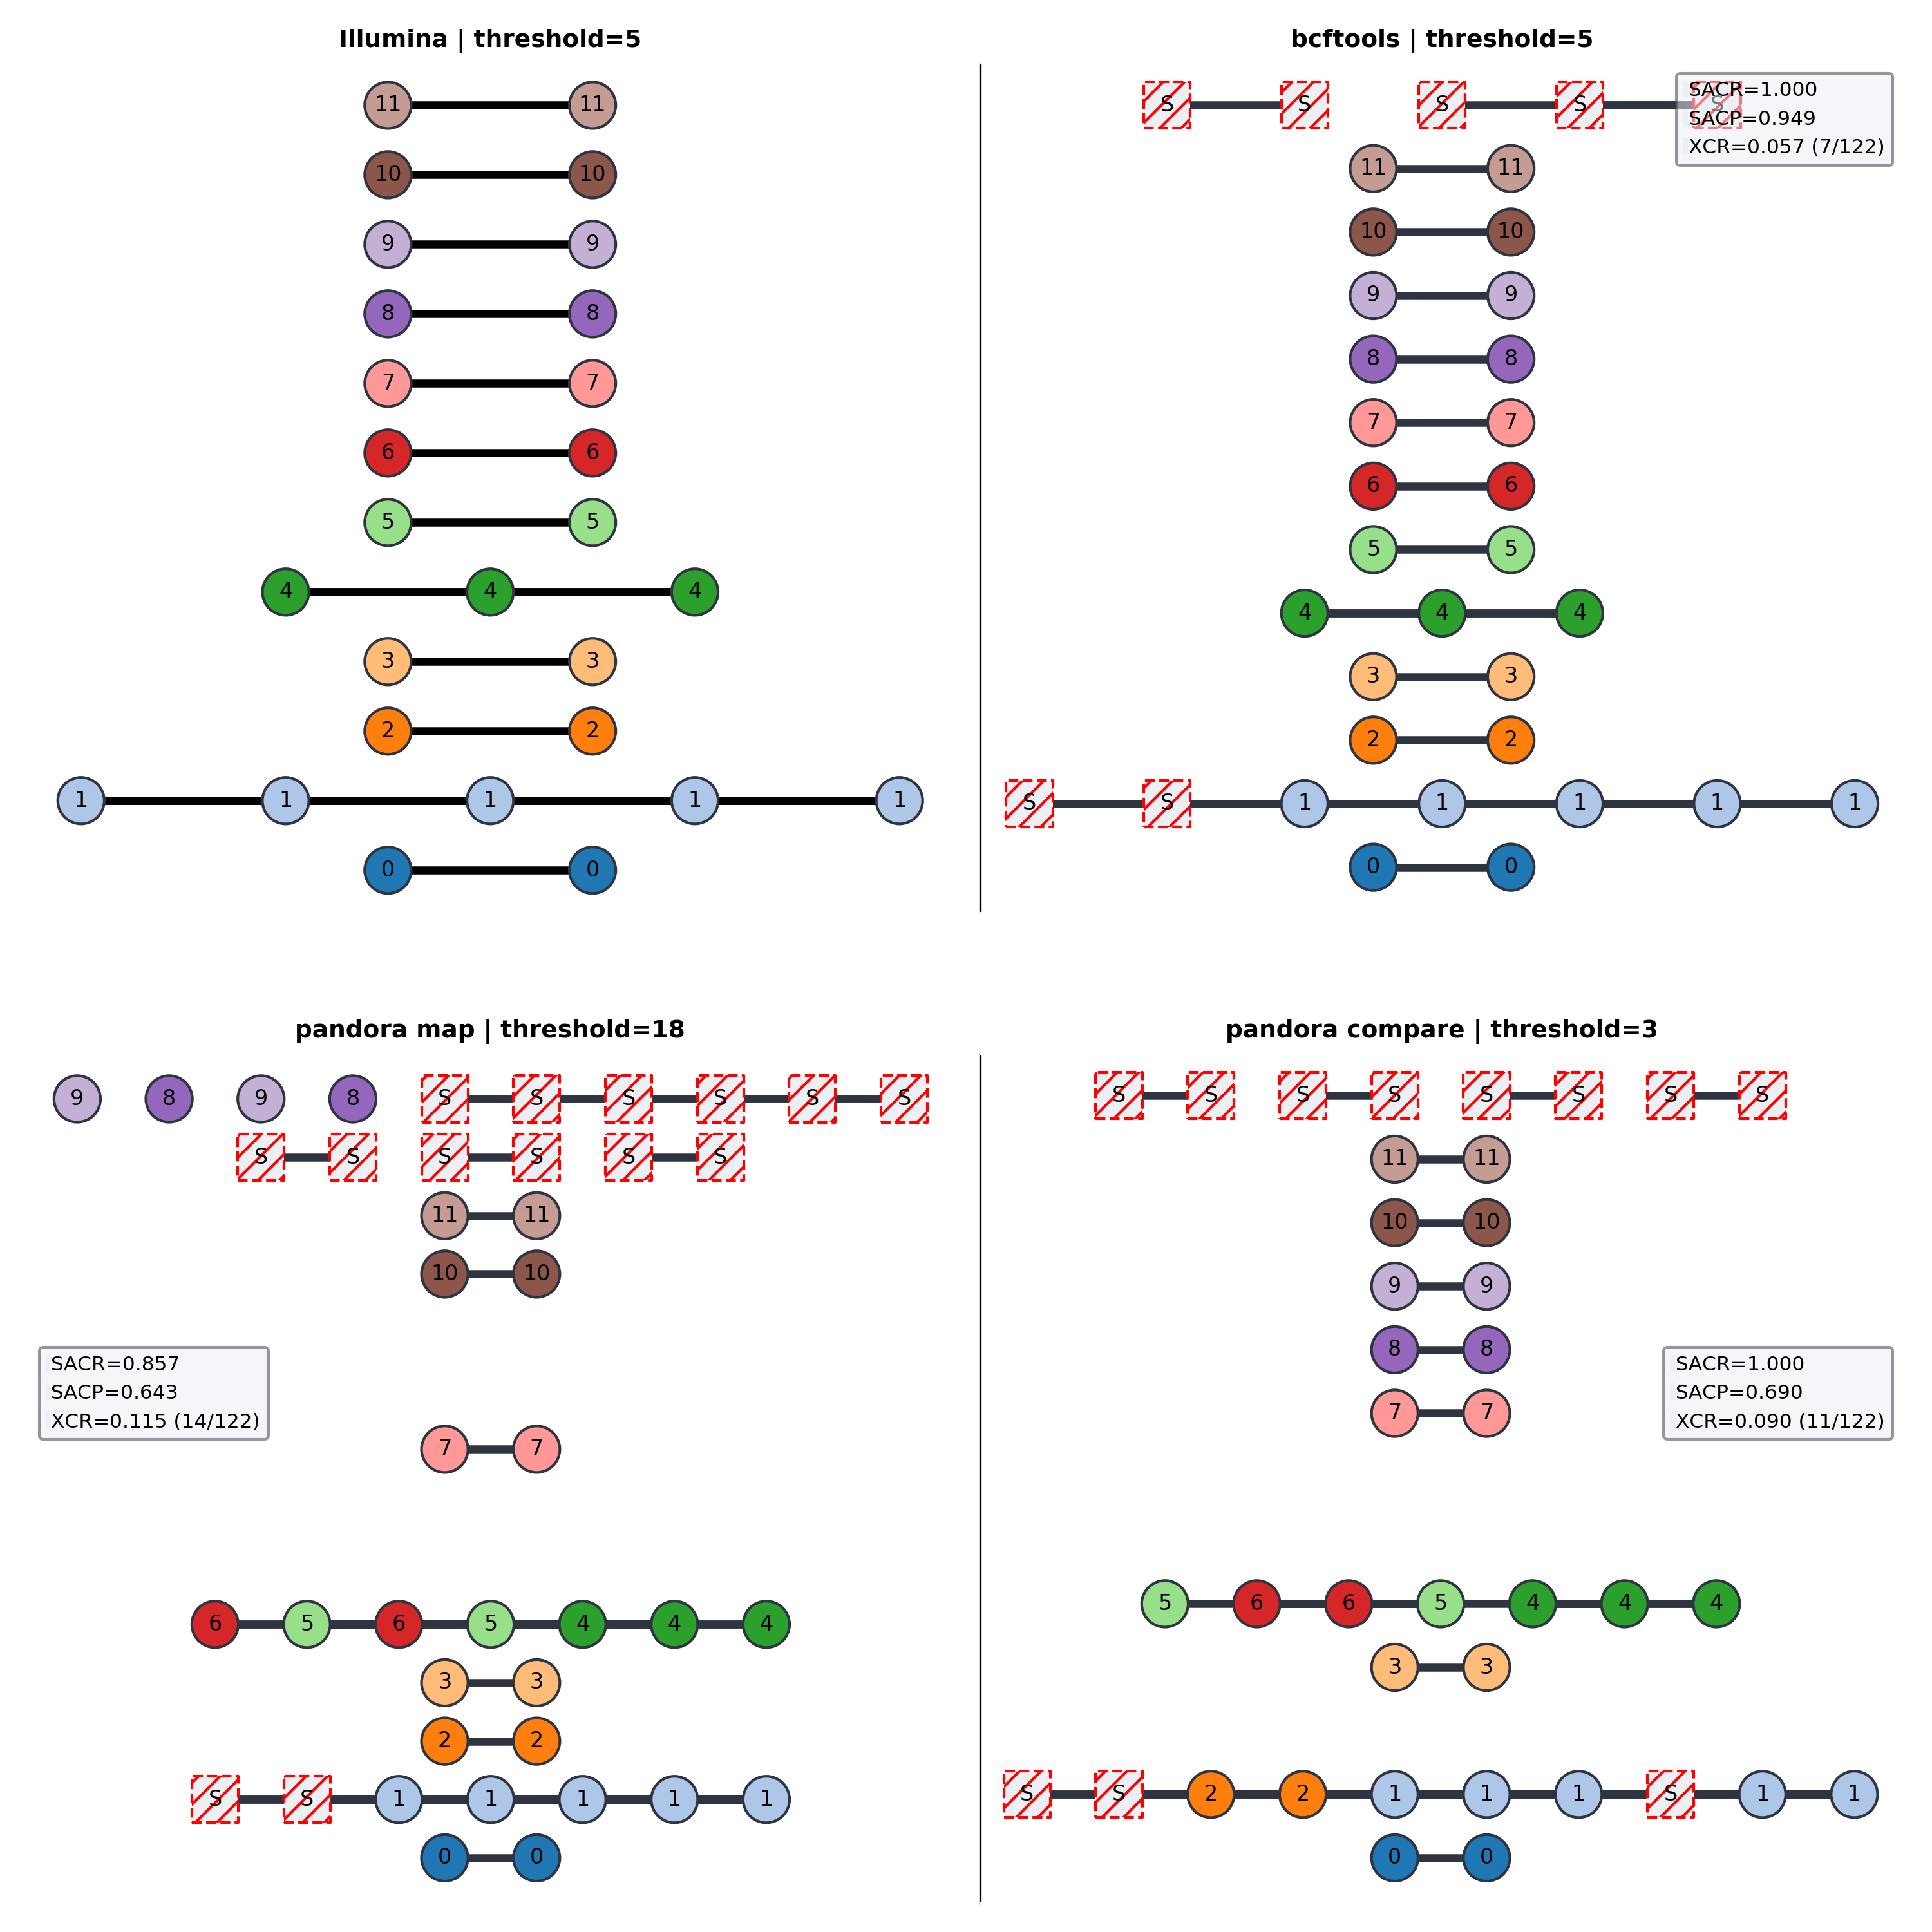 Illumina | threshold=5
11 11
10 10
9 9
8 8
7 7
6 6
5 5
4 4 4
3 3
2 2
1 1 1 1 1
0 0
bcftools | threshold=5
S S S S S
SACR=1.000
SACP=0.949
XCR=0.057 (7/122)
11 11
10 10
9 9
8 8
7 7
6 6
5 5
4 4 4
3 3
2 2
S S 1 1 1 1 1
0 0
pandora map | threshold=18
9 8 9 8 S S S S S S
S S S S S S
11 11
10 10
SACR=0.857
SACP=0.643
XCR=0.115 (14/122)
7 7
6 5 6 5 4 4 4
3 3
2 2
S S 1 1 1 1 1
0 0
pandora compare | threshold=3
S S S S S S S S
11 11
10 10
9 9
8 8
7 7
SACR=1.000
SACP=0.690
XCR=0.090 (11/122)
5 6 6 5 4 4 4
3 3
S S 2 2 1 1 1 S 1 1
0 0